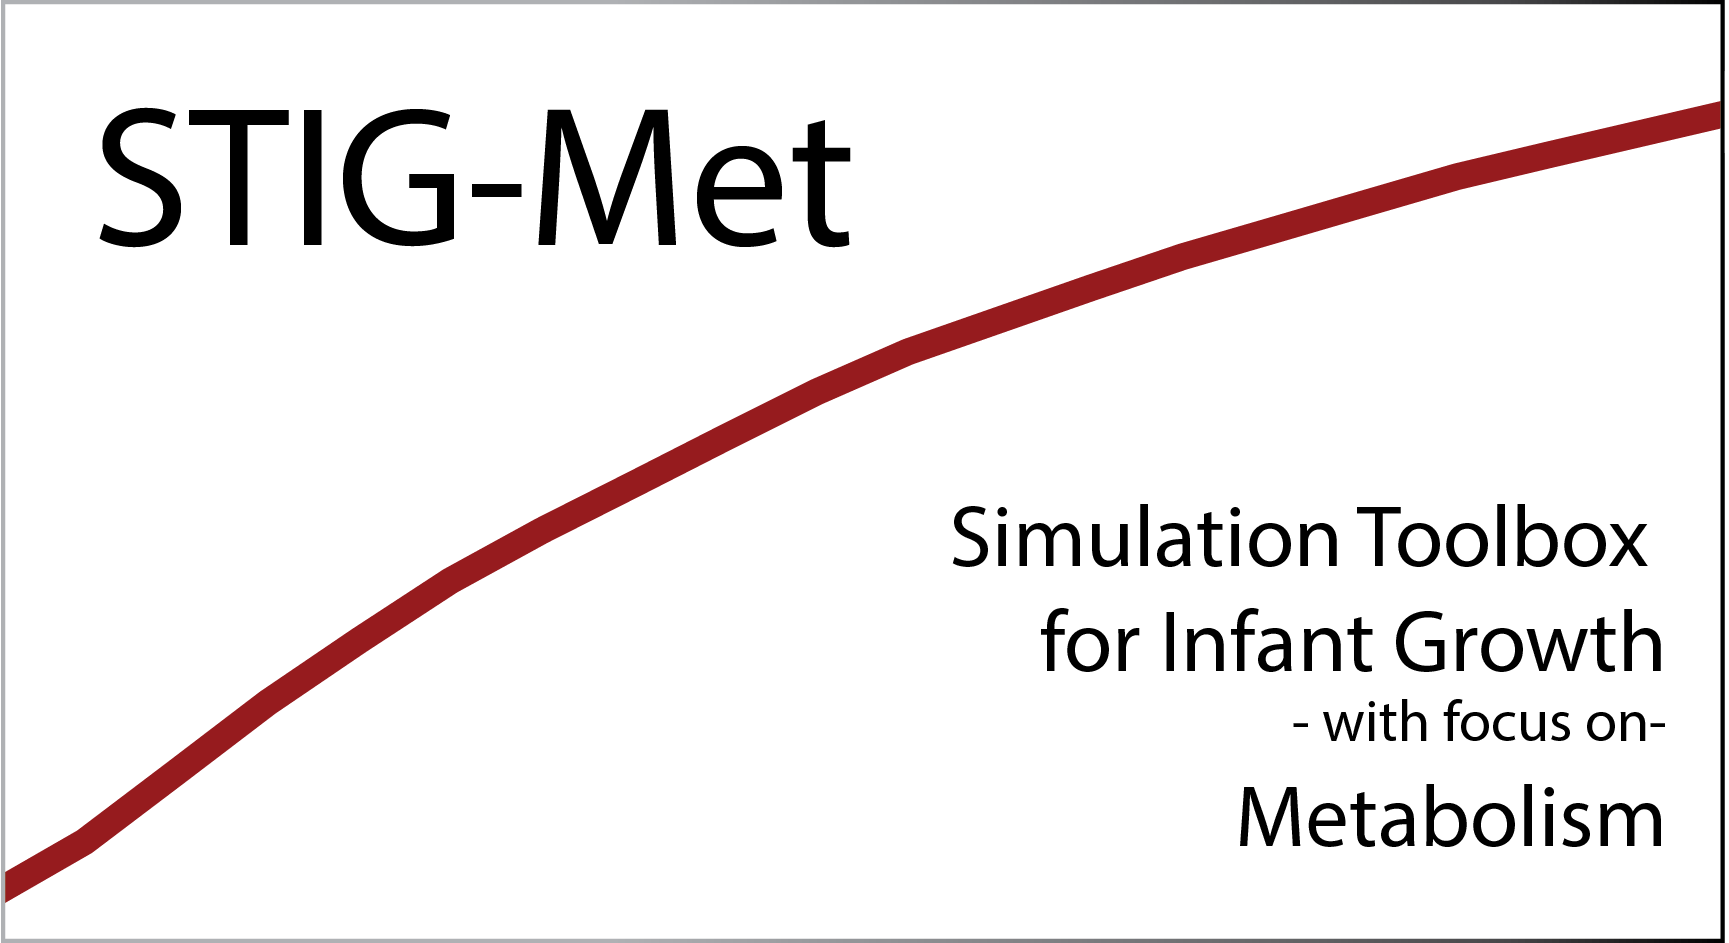 STIG-Met
Simulation Toolbox
for Infant Growth
- with focus on-
Metabolism